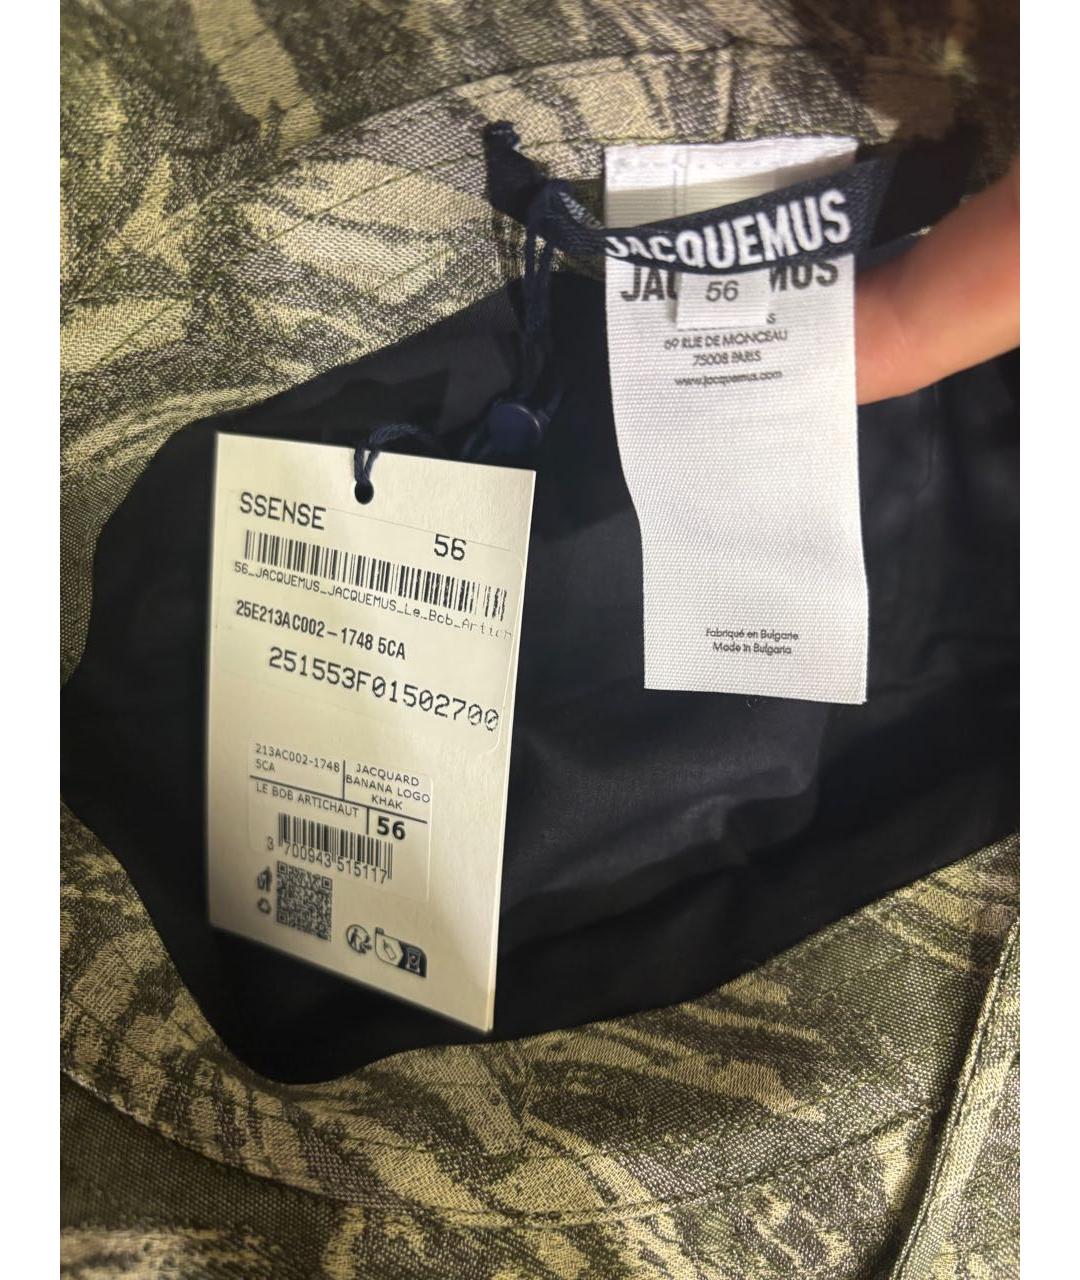 JACQUEMUS
56
69 RUE DE MONCEAU
75008 PARIS
www.jacquemus.com
Fabriqué en Bulgarie
Made in Bulgaria
SSENSE
56
56_JACQUEMUS_JACQUEMUS_Le_Bob_Artich
25E213AC002-1748 5CA
251553F01502700
213AC002-1748
5CA
JACQUARD
BANANA LOGO
KHAK
LE BOB ARTICHAUT
56
3 700943 515117